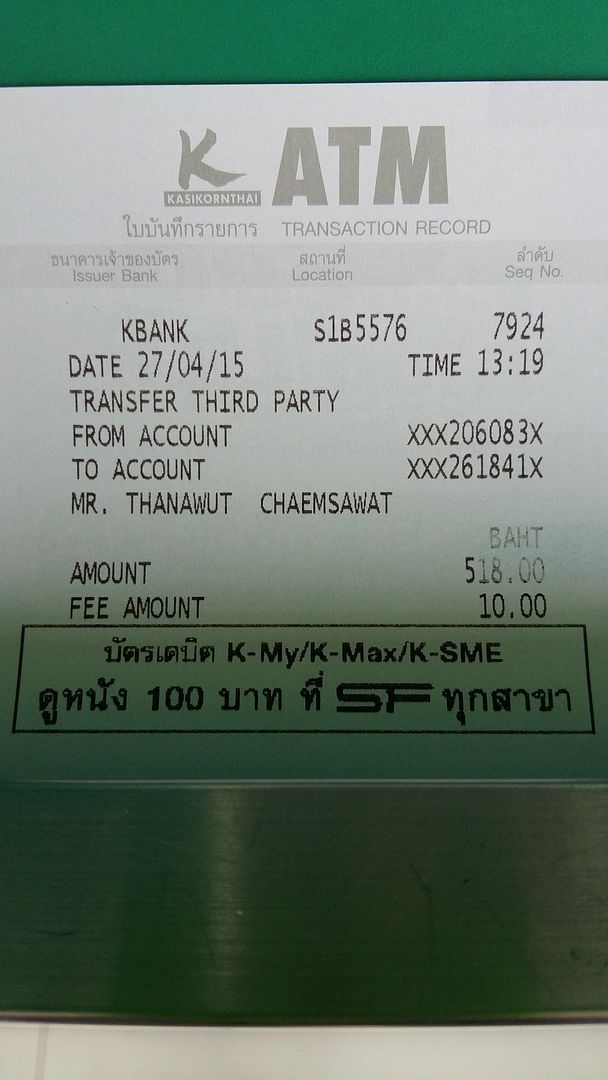 K ATM
KASIKORNTHAI
ใบบันทึกรายการ TRANSACTION RECORD
ธนาคารเจ้าของบัตร สถานที่ ลำดับ
Issuer Bank Location Seq No.
KBANK S1B5576 7924
DATE 27/04/15 TIME 13:19
TRANSFER THIRD PARTY
FROM ACCOUNT XXX206083X
TO ACCOUNT XXX261841X
MR. THANAWUT CHAEMSAWAT
BAHT
AMOUNT 518.00
FEE AMOUNT 10.00
บัตรเดบิต K-My/K-Max/K-SME
ดูหนัง 100 บาท ที่ SF ทุกสาขา